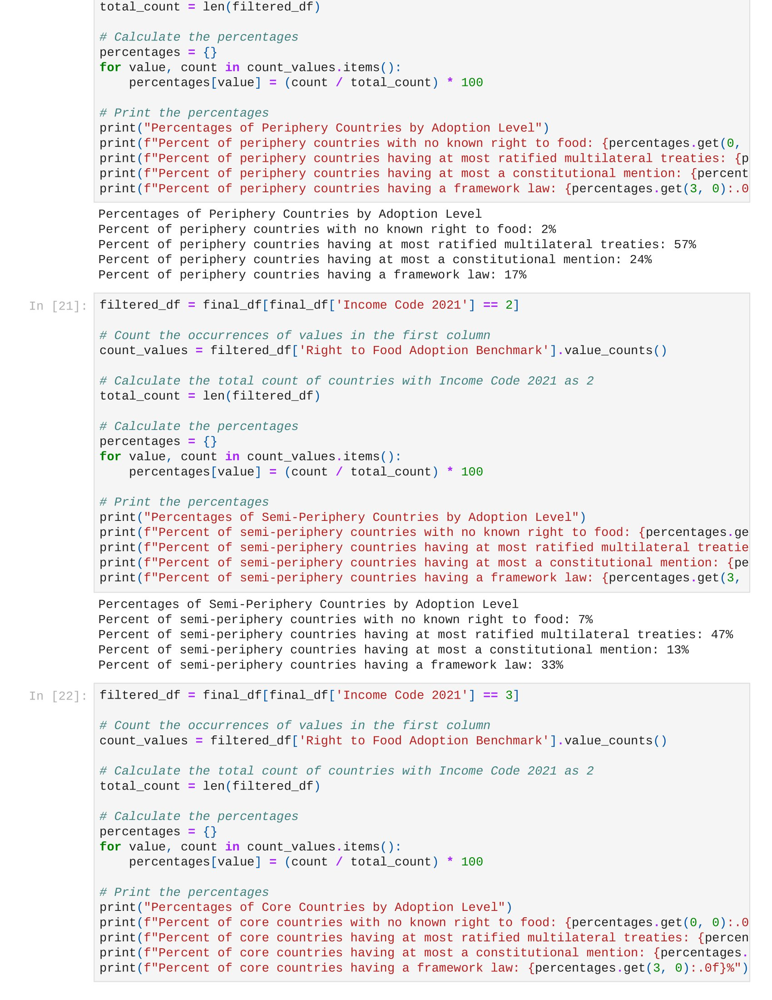 total_count = len(filtered_df)
# Calculate the percentages
percentages = {}
for value, count in count_values.items():
    percentages[value] = (count / total_count) * 100
# Print the percentages
print("Percentages of Periphery Countries by Adoption Level")
print(f"Percent of periphery countries with no known right to food: {percentages.get(0,
print(f"Percent of periphery countries having at most ratified multilateral treaties: {p
print(f"Percent of periphery countries having at most a constitutional mention: {percent
print(f"Percent of periphery countries having a framework law: {percentages.get(3, 0):.0
Percentages of Periphery Countries by Adoption Level
Percent of periphery countries with no known right to food: 2%
Percent of periphery countries having at most ratified multilateral treaties: 57%
Percent of periphery countries having at most a constitutional mention: 24%
Percent of periphery countries having a framework law: 17%
In [21]: filtered_df = final_df[final_df['Income Code 2021'] == 2]
# Count the occurrences of values in the first column
count_values = filtered_df['Right to Food Adoption Benchmark'].value_counts()
# Calculate the total count of countries with Income Code 2021 as 2
total_count = len(filtered_df)
# Calculate the percentages
percentages = {}
for value, count in count_values.items():
    percentages[value] = (count / total_count) * 100
# Print the percentages
print("Percentages of Semi-Periphery Countries by Adoption Level")
print(f"Percent of semi-periphery countries with no known right to food: {percentages.ge
print(f"Percent of semi-periphery countries having at most ratified multilateral treatie
print(f"Percent of semi-periphery countries having at most a constitutional mention: {pe
print(f"Percent of semi-periphery countries having a framework law: {percentages.get(3,
Percentages of Semi-Periphery Countries by Adoption Level
Percent of semi-periphery countries with no known right to food: 7%
Percent of semi-periphery countries having at most ratified multilateral treaties: 47%
Percent of semi-periphery countries having at most a constitutional mention: 13%
Percent of semi-periphery countries having a framework law: 33%
In [22]: filtered_df = final_df[final_df['Income Code 2021'] == 3]
# Count the occurrences of values in the first column
count_values = filtered_df['Right to Food Adoption Benchmark'].value_counts()
# Calculate the total count of countries with Income Code 2021 as 2
total_count = len(filtered_df)
# Calculate the percentages
percentages = {}
for value, count in count_values.items():
    percentages[value] = (count / total_count) * 100
# Print the percentages
print("Percentages of Core Countries by Adoption Level")
print(f"Percent of core countries with no known right to food: {percentages.get(0, 0):.0
print(f"Percent of core countries having at most ratified multilateral treaties: {percen
print(f"Percent of core countries having at most a constitutional mention: {percentages.
print(f"Percent of core countries having a framework law: {percentages.get(3, 0):.0f}%")